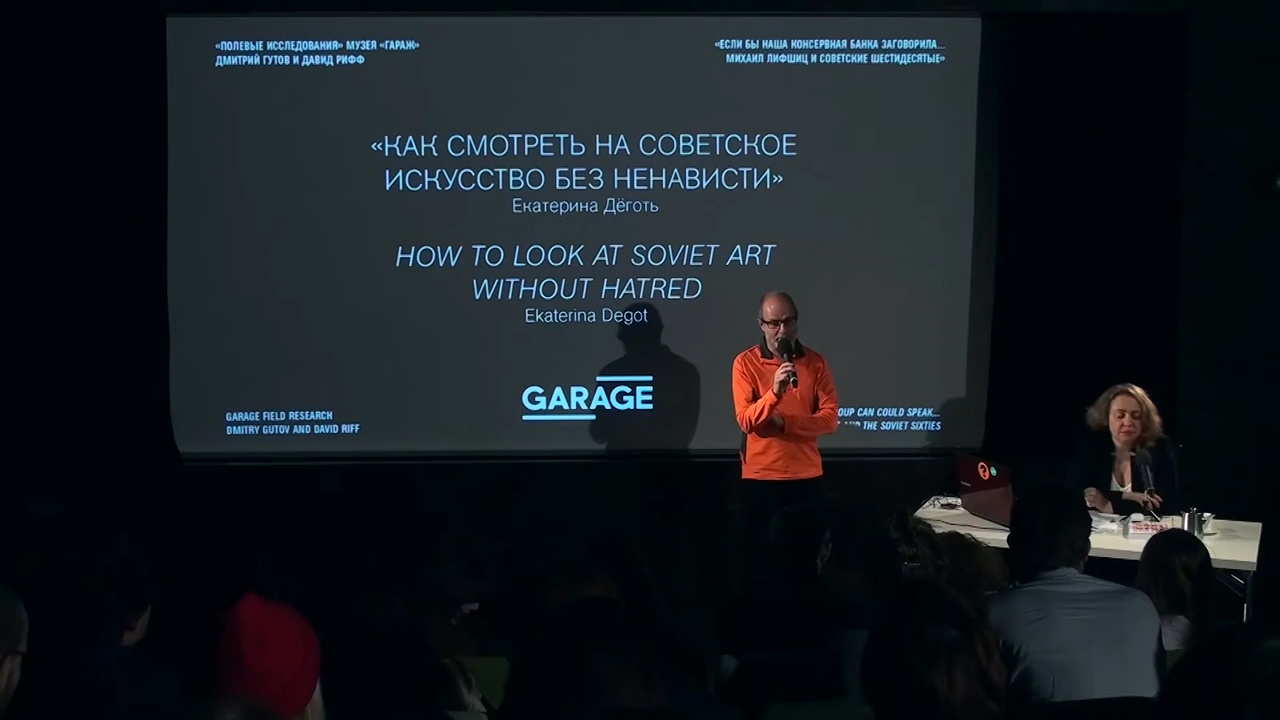 «ПОЛЕВЫЕ ИССЛЕДОВАНИЯ» МУЗЕЯ «ГАРАЖ»
ДМИТРИЙ ГУТОВ И ДАВИД РИФФ
«ЕСЛИ БЫ НАША КОНСЕРВНАЯ БАНКА ЗАГОВОРИЛА...
МИХАИЛ ЛИФШИЦ И СОВЕТСКИЕ ШЕСТИДЕСЯТЫЕ»
«КАК СМОТРЕТЬ НА СОВЕТСКОЕ
ИСКУССТВО БЕЗ НЕНАВИСТИ»
Екатерина Дёготь
HOW TO LOOK AT SOVIET ART
WITHOUT HATRED
Ekaterina Degot
GARAGE
GARAGE FIELD RESEARCH
DMITRY GUTOV AND DAVID RIFF
OUP CAN COULD SPEAK...
AND THE SOVIET SIXTIES